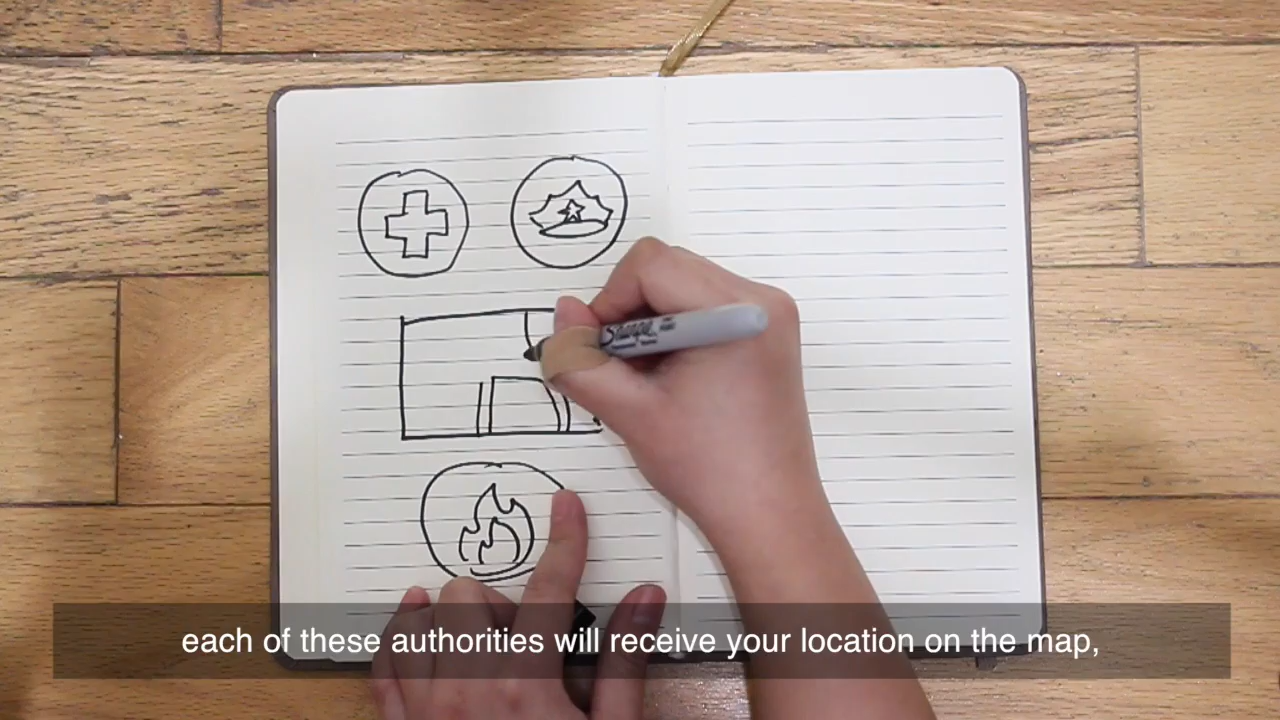 Sharpie
each of these authorities will receive your location on the map,